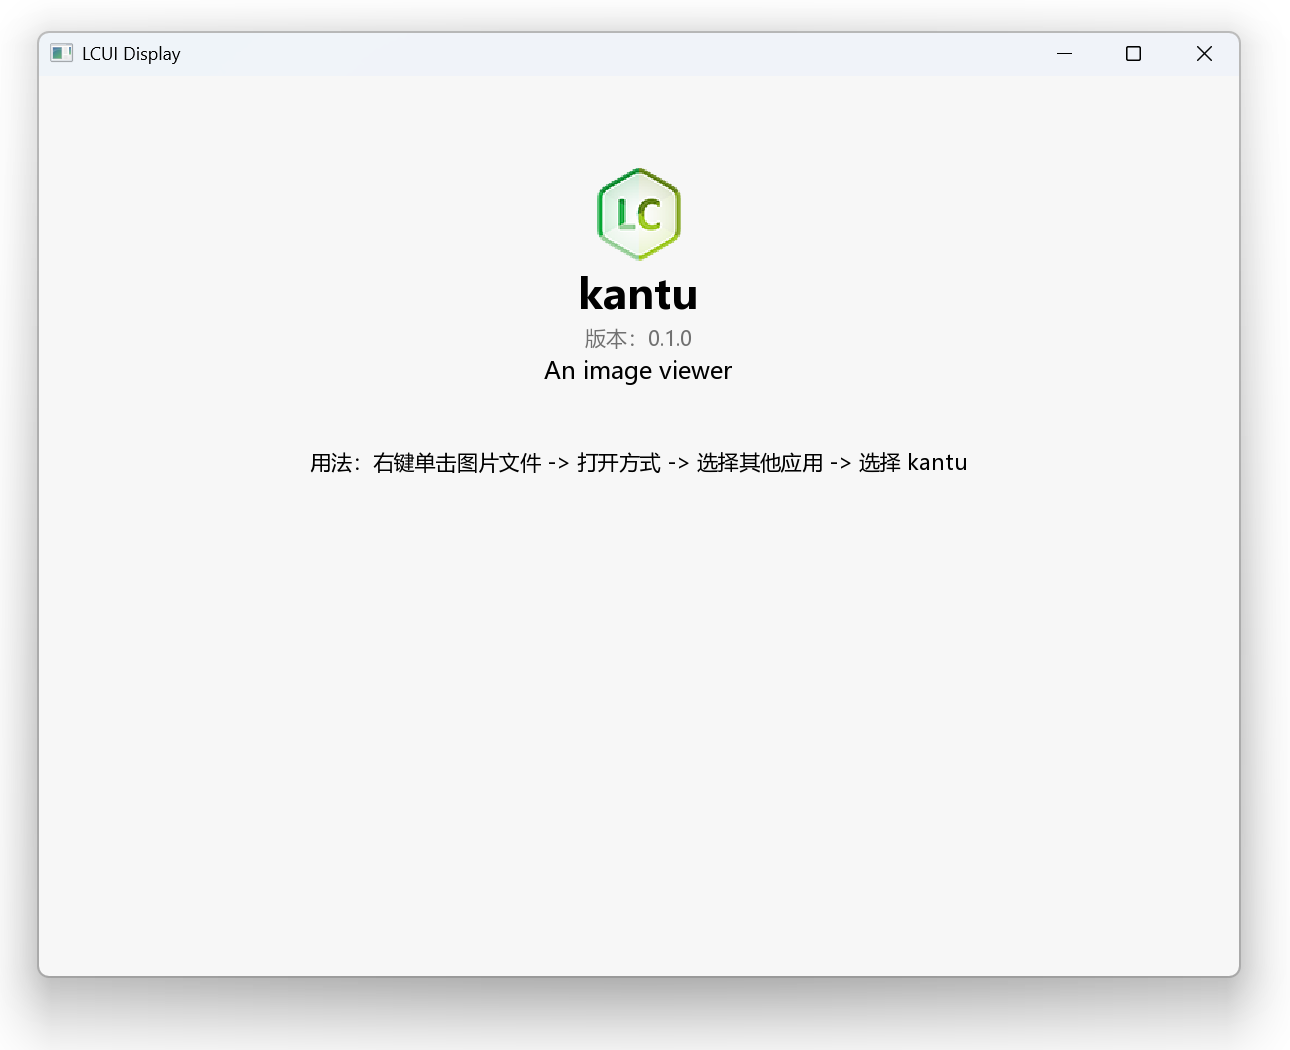 LCUI Display
LC
kantu
版本：0.1.0
An image viewer
用法：右键单击图片文件 -> 打开方式 -> 选择其他应用 -> 选择 kantu